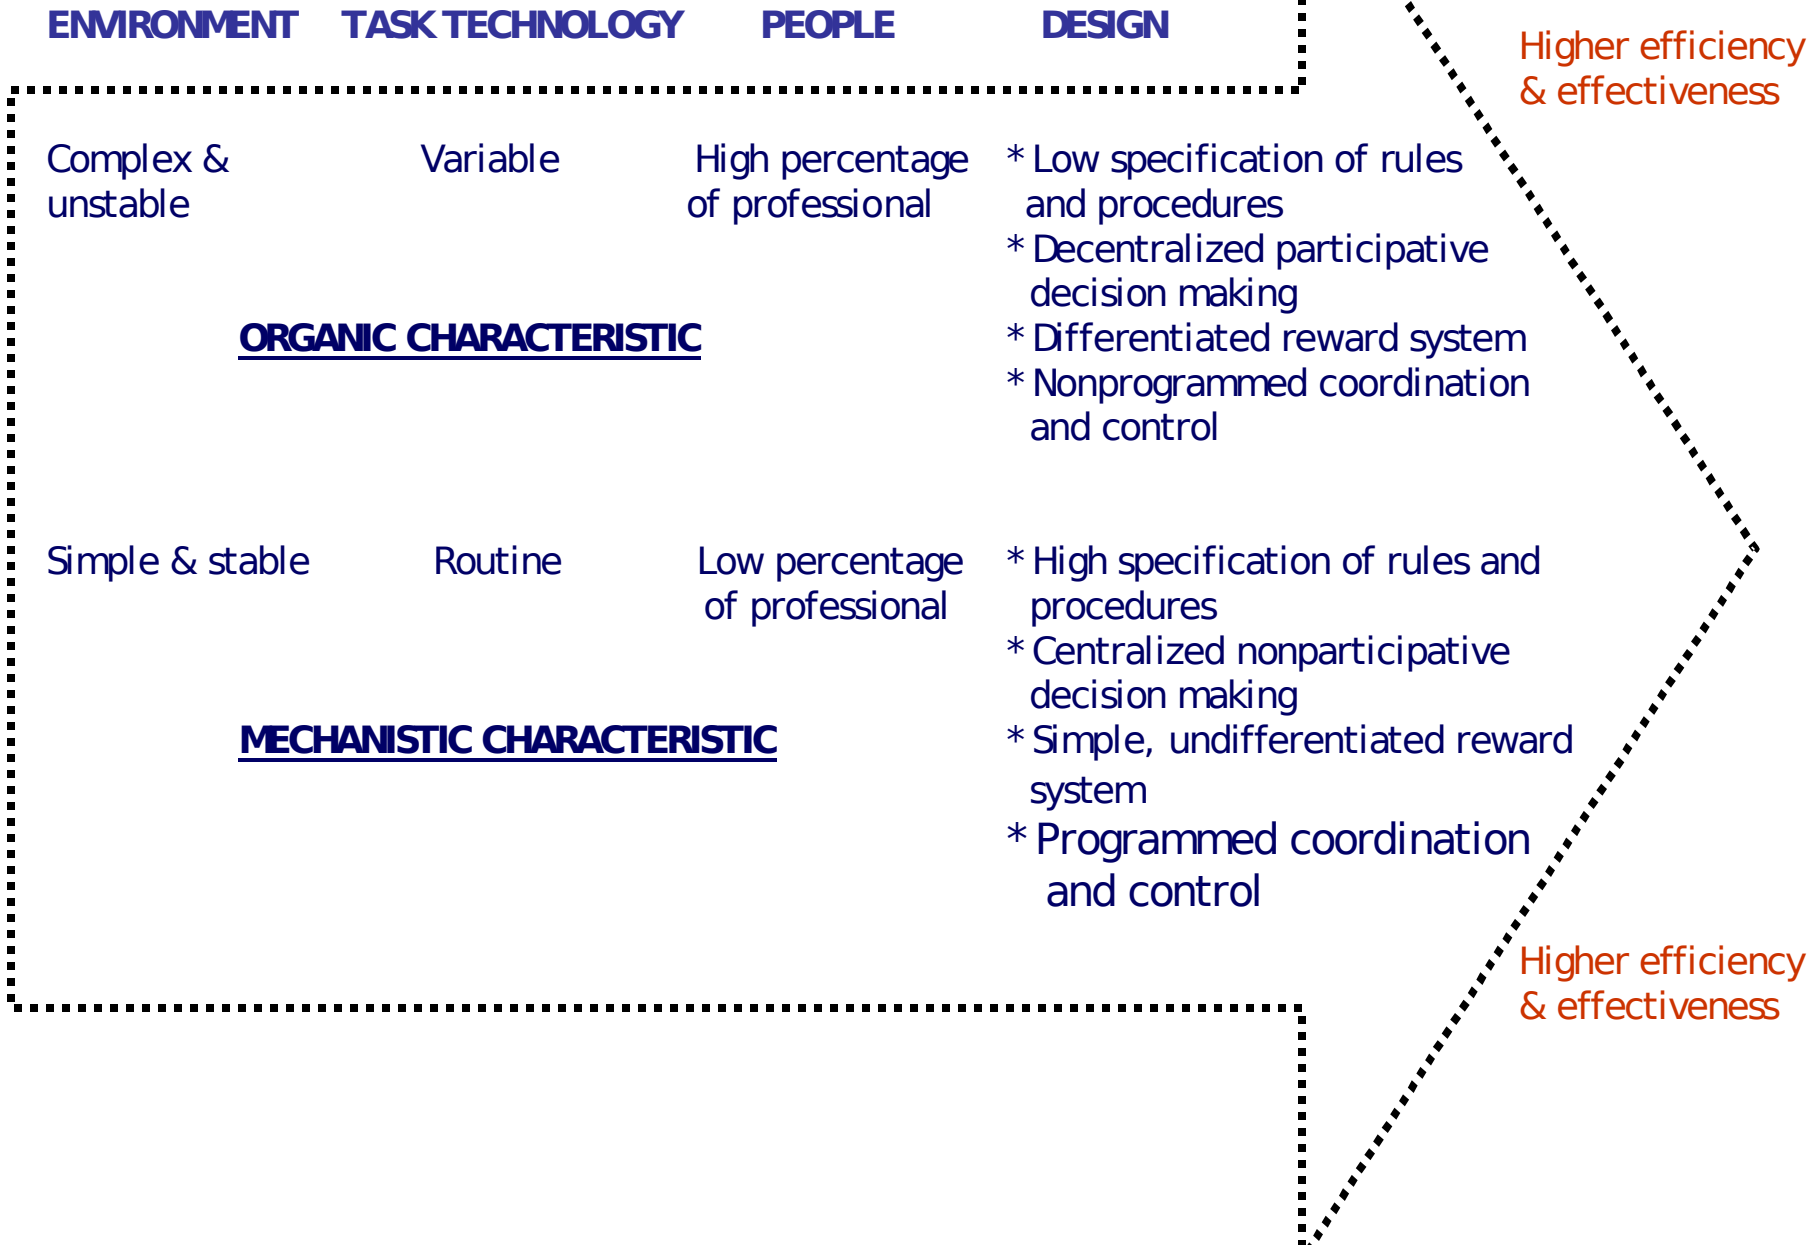 ENVIRONMENT TASK TECHNOLOGY PEOPLE DESIGN
Higher efficiency
& effectiveness
Complex & Variable High percentage * Low specification of rules
unstable of professional and procedures
* Decentralized participative
decision making
ORGANIC CHARACTERISTIC * Differentiated reward system
* Nonprogrammed coordination
and control
Simple & stable Routine Low percentage * High specification of rules and
of professional procedures
* Centralized nonparticipative
decision making
MECHANISTIC CHARACTERISTIC * Simple, undifferentiated reward
system
* Programmed coordination
and control
Higher efficiency
& effectiveness